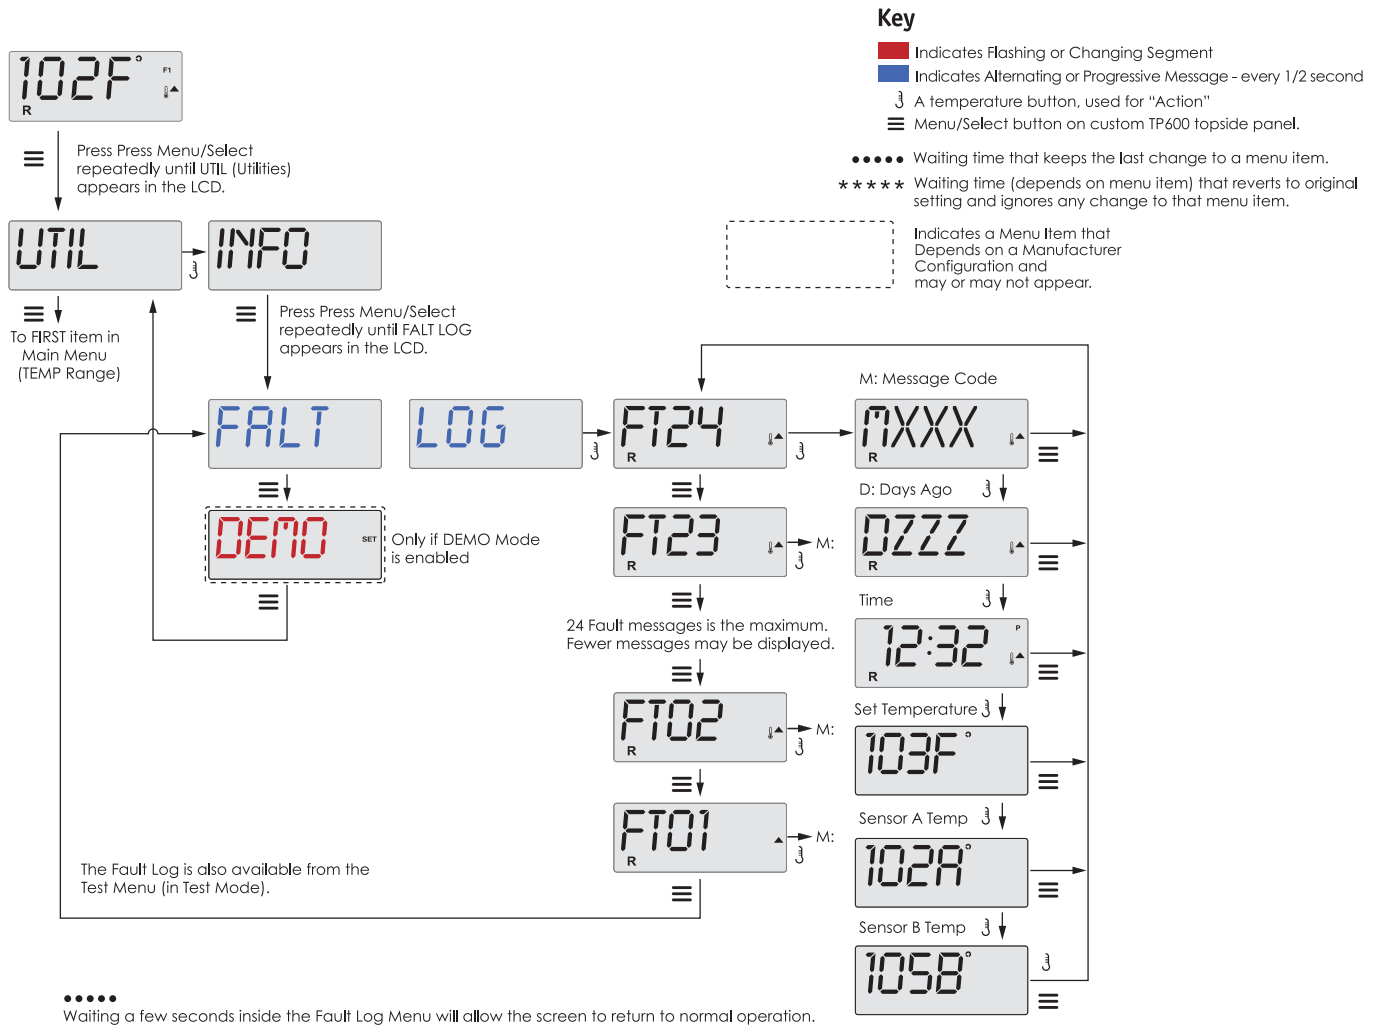 Key
Indicates Flashing or Changing Segment
Indicates Alternating or Progressive Message - every 1/2 second
A temperature button, used for “Action”
Menu/Select button on custom TP600 topside panel.
••••• Waiting time that keeps the last change to a menu item.
***** Waiting time (depends on menu item) that reverts to original
setting and ignores any change to that menu item.
Indicates a Menu Item that
Depends on a Manufacturer
Configuration and
may or may not appear.
102F°
F1
R
Press Press Menu/Select
repeatedly until UTIL (Utilities)
appears in the LCD.
UTIL
INFO
To FIRST item in
Main Menu
(TEMP Range)
Press Press Menu/Select
repeatedly until FALT LOG
appears in the LCD.
FALT
LOG
FT24
R
M: Message Code
MXXX
R
DEMO
SET
Only if DEMO Mode
is enabled
FT23
R
M:
D: Days Ago
DZZZ
R
24 Fault messages is the maximum.
Fewer messages may be displayed.
Time
12:32
P
R
FT02
R
M:
Set Temperature
103F°
FT01
R
M:
Sensor A Temp
102A°
The Fault Log is also available from the
Test Menu (in Test Mode).
Sensor B Temp
105B°
•••••
Waiting a few seconds inside the Fault Log Menu will allow the screen to return to normal operation.